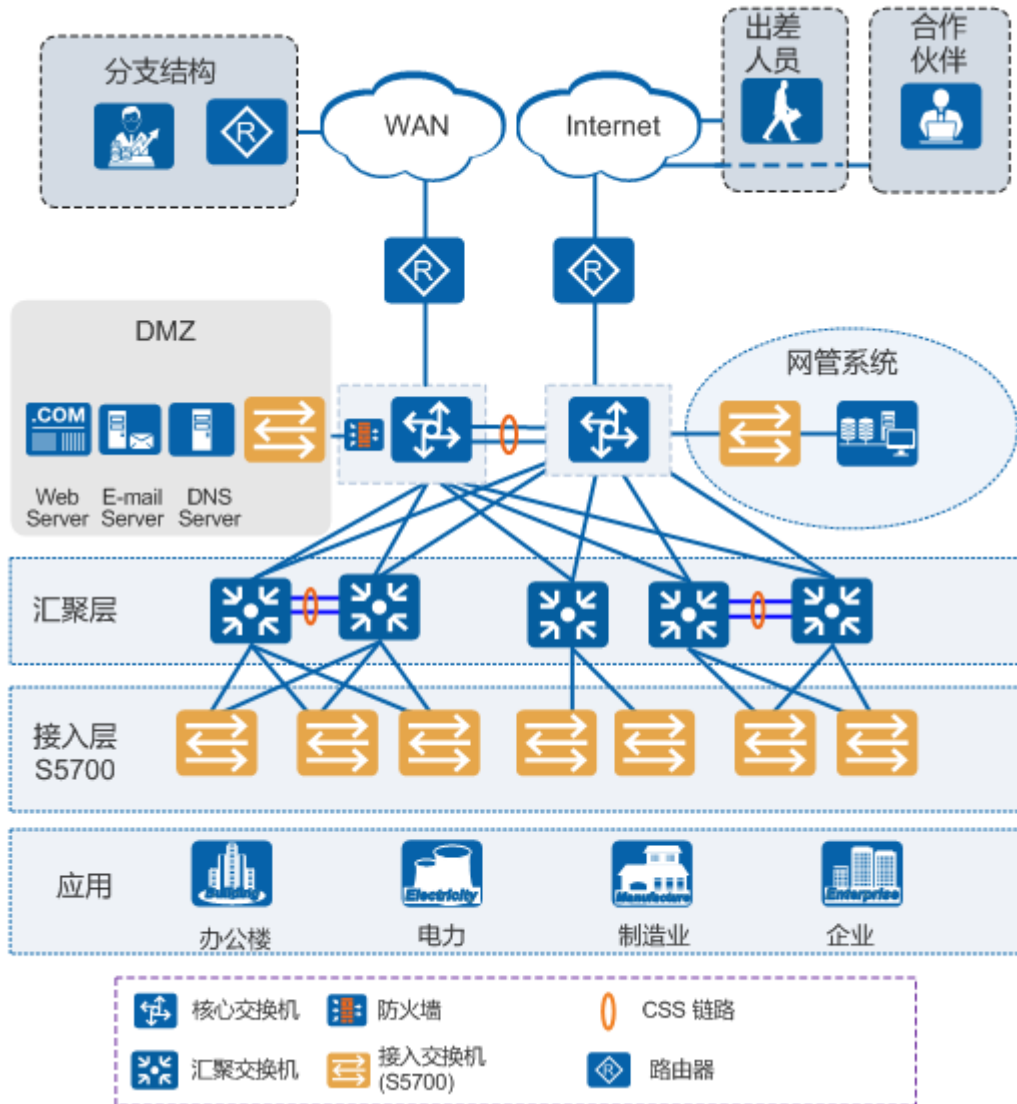 分支结构
WAN
Internet
出差
人员
合作
伙伴
R
R
R
DMZ
.COM
Web
Server
E-mail
Server
DNS
Server
网管系统
汇聚层
接入层
S5700
应用
Building
办公楼
Electricity
电力
Manufacture
制造业
Enterprise
企业
核心交换机
防火墙
CSS 链路
汇聚交换机
接入交换机
(S5700)
R
路由器